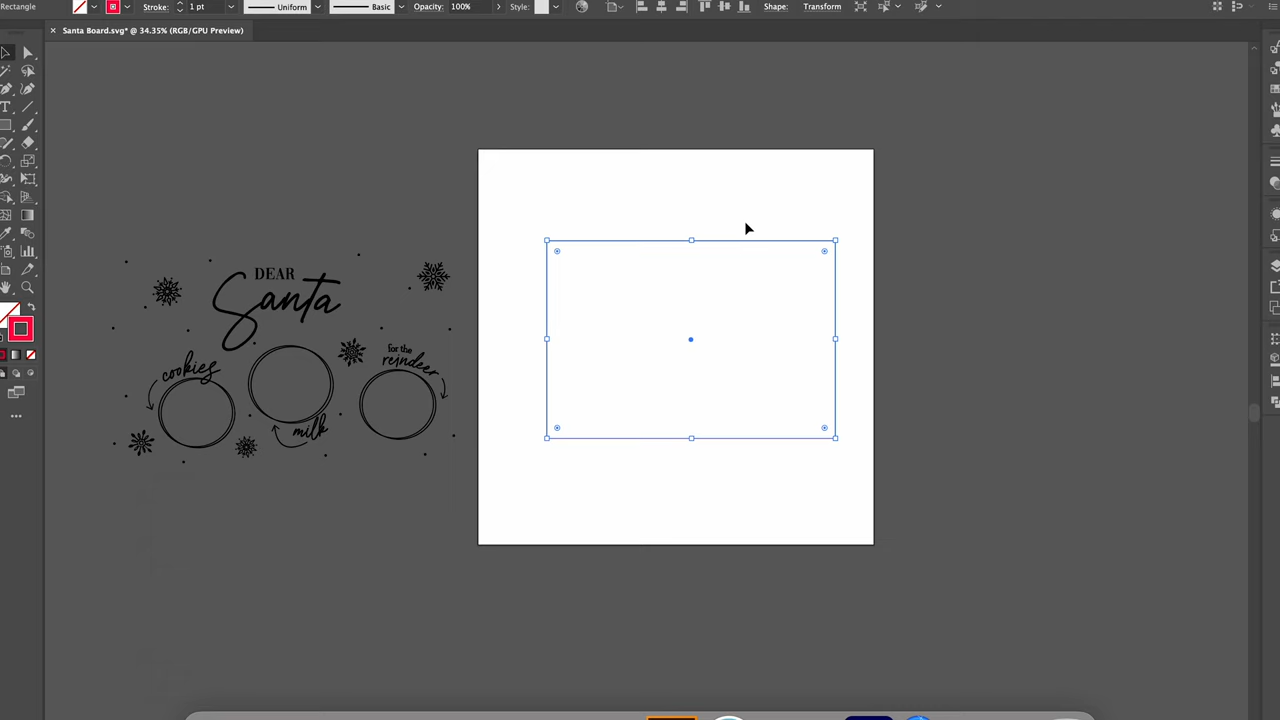 Rectangle Stroke: 1 pt Uniform Basic Opacity: 100% Style: Shape: Transform
× Santa Board.svg* @ 34.35% (RGB/GPU Preview)
DEAR
Santa
for the
reindeer
cookies
milk